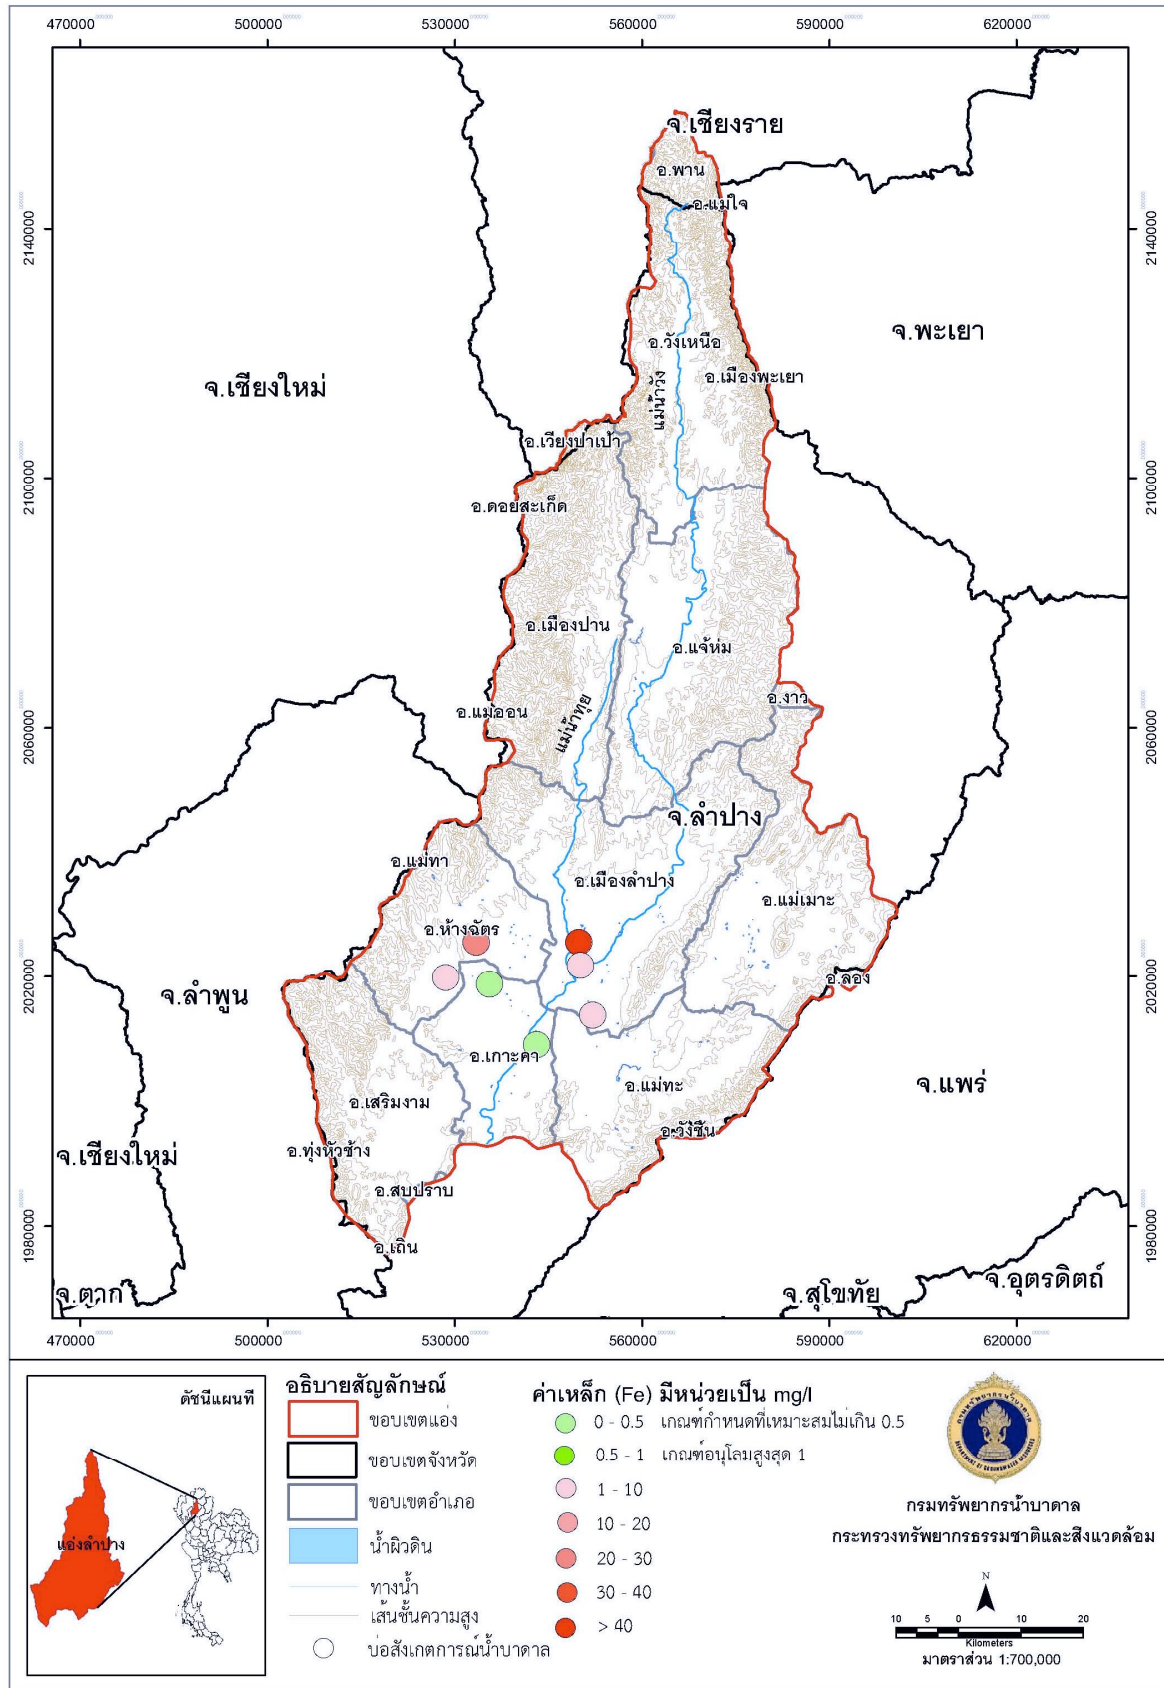 470000 500000 530000 560000 590000 620000
จ.เชียงราย
อ.พาน
อ.แม่ใจ
2140000 2140000
จ.พะเยา
อ.วังเหนือ
อ.เมืองพะเยา
จ.เชียงใหม่
แม่น้ำวัง
อ.เวียงป่าเป้า
2100000 2100000
อ.ดอยสะเก็ด
อ.เมืองปาน
อ.แจ้ห่ม
อ.งาว
อ.แม่ออน
แม่น้ำทุย
2060000 2060000
จ.ลำปาง
อ.แม่ทา
อ.เมืองลำปาง
อ.แม่เมาะ
อ.ห้างฉัตร
2020000 2020000
อ.ลอง
จ.ลำพูน
อ.เกาะคา
อ.แม่ทะ
จ.แพร่
อ.เสริมงาม
อ.วังชิ้น
อ.ทุ่งหัวช้าง
จ.เชียงใหม่
อ.สบปราบ
1980000 1980000
อ.เถิน
จ.ตาก
จ.สุโขทัย
จ.อุตรดิตถ์
470000 500000 530000 560000 590000 620000
ดัชนีแผนที่
แอ่งลำปาง
อธิบายสัญลักษณ์
ขอบเขตแอ่ง
ขอบเขตจังหวัด
ขอบเขตอำเภอ
น้ำผิวดิน
ทางน้ำ
เส้นชั้นความสูง
บ่อสังเกตการณ์น้ำบาดาล
ค่าเหล็ก (Fe) มีหน่วยเป็น mg/l
0 - 0.5 เกณฑ์กำหนดที่เหมาะสมไม่เกิน 0.5
0.5 - 1 เกณฑ์อนุโลมสูงสุด 1
1 - 10
10 - 20
20 - 30
30 - 40
> 40
กรมทรัพยากรน้ำบาดาล
DEPARTMENT OF GROUNDWATER RESOURCES
กรมทรัพยากรน้ำบาดาล
กระทรวงทรัพยากรธรรมชาติและสิ่งแวดล้อม
N
10 5 0 10 20
Kilometers
มาตราส่วน 1:700,000